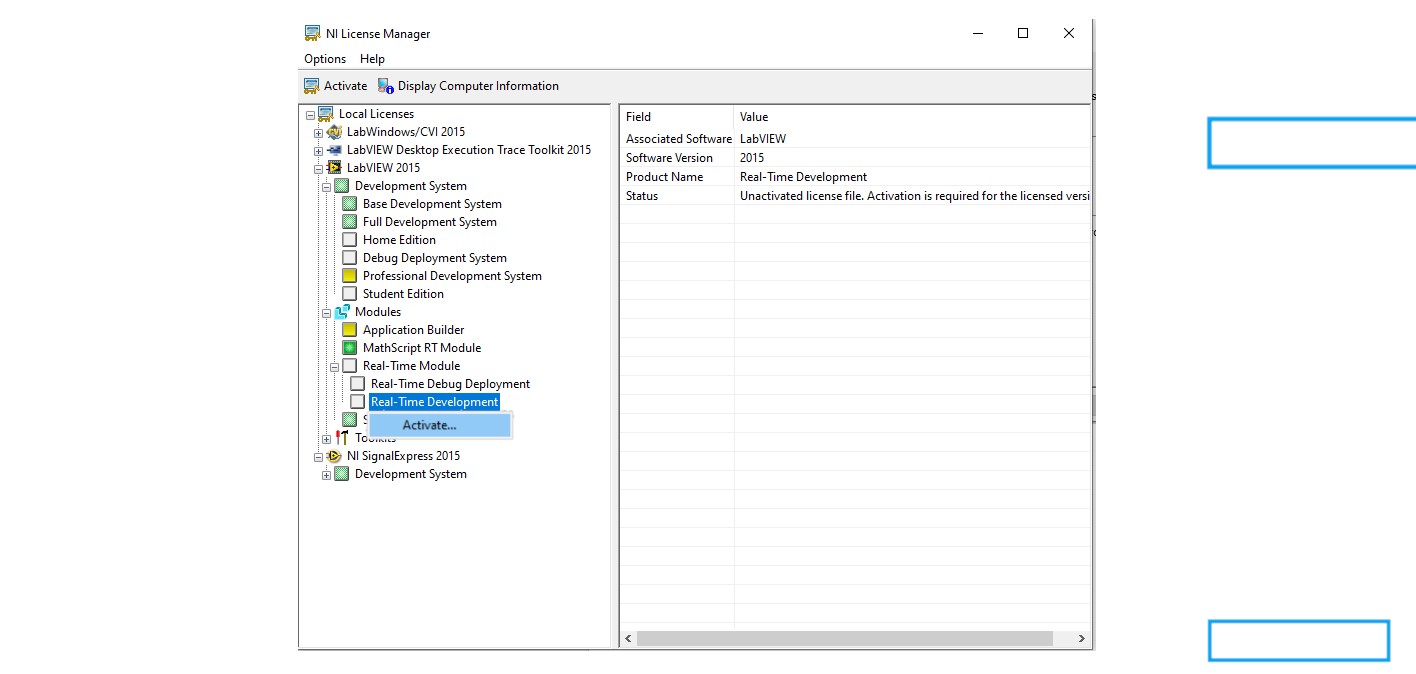 NI License Manager
Options Help
Activate Display Computer Information
Local Licenses
LabWindows/CVI 2015
LabVIEW Desktop Execution Trace Toolkit 2015
LabVIEW 2015
Development System
Base Development System
Full Development System
Home Edition
Debug Deployment System
Professional Development System
Student Edition
Modules
Application Builder
MathScript RT Module
Real-Time Module
Real-Time Debug Deployment
Real-Time Development
Activate...
Toolkits
NI SignalExpress 2015
Development System
Field Value
Associated Software LabVIEW
Software Version 2015
Product Name Real-Time Development
Status Unactivated license file. Activation is required for the licensed versi